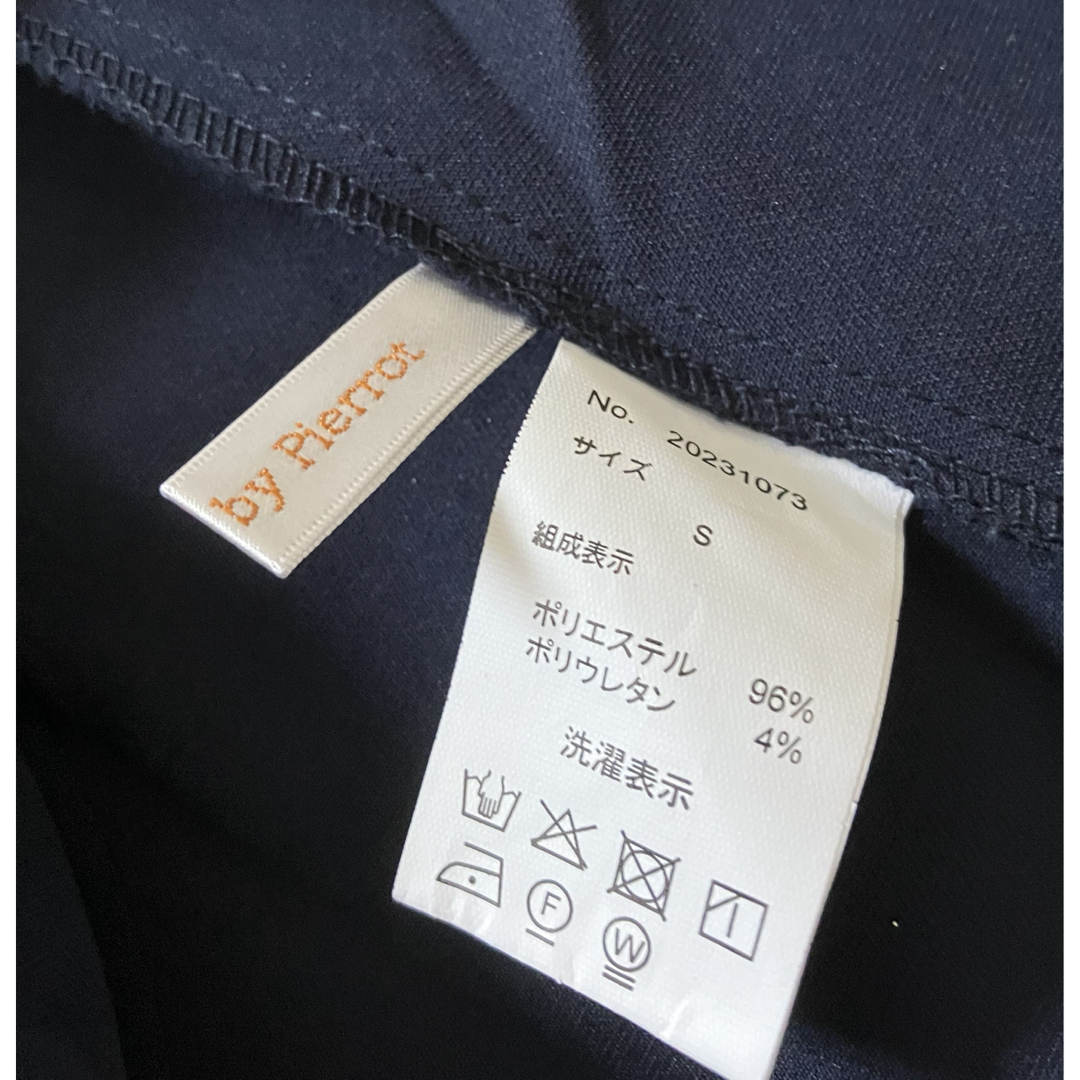 by Pierrot
No. 20231073
サイズ
S
組成表示
ポリエステル 96%
ポリウレタン 4%
洗濯表示
F
W